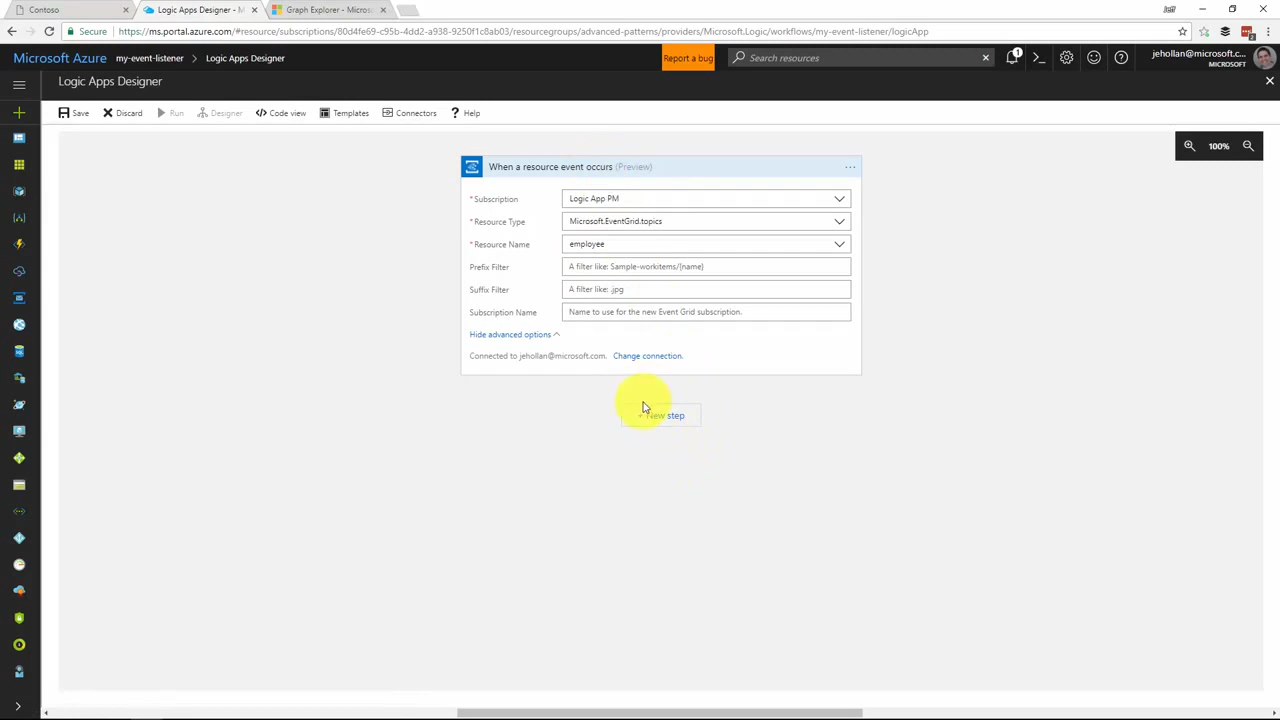 Contoso
Logic Apps Designer - M
Graph Explorer - Micros
Jeff
Secure
https://ms.portal.azure.com/#resource/subscriptions/80d4fe69-c95b-4dd2-a938-9250f1c8ab03/resourcegroups/advanced-patterns/providers/Microsoft.Logic/workflows/my-event-listener/logicApp
Microsoft Azure my-event-listener > Logic Apps Designer
Report a bug
Search resources
1
jehollan@microsoft.c...
MICROSOFT
Logic Apps Designer
Save Discard Run Designer Code view Templates Connectors Help
100%
When a resource event occurs (Preview)
* Subscription Logic App PM
* Resource Type Microsoft.EventGrid.topics
* Resource Name employee
Prefix Filter A filter like: Sample-workitems/{name}
Suffix Filter A filter like: .jpg
Subscription Name Name to use for the new Event Grid subscription.
Hide advanced options
Connected to jehollan@microsoft.com. Change connection.
+ New step